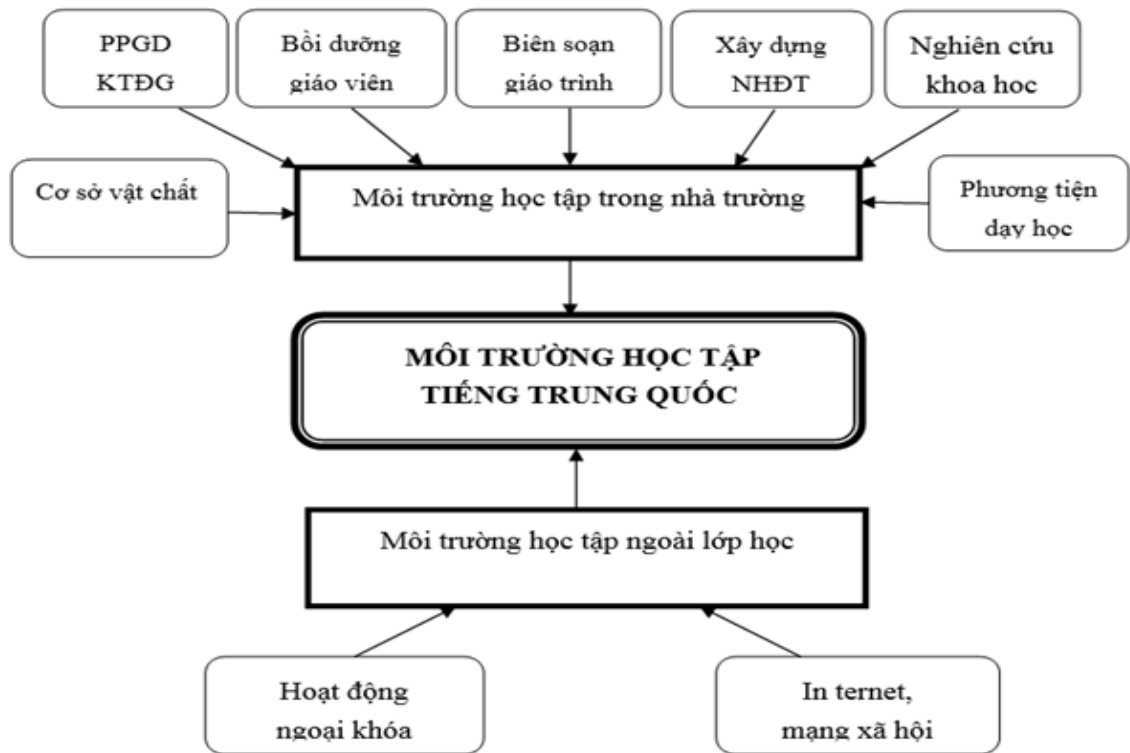 PPGD
KTĐG
Bồi dưỡng
giáo viên
Biên soạn
giáo trình
Xây dựng
NHĐT
Nghiên cứu
khoa học
Cơ sở vật chất
Môi trường học tập trong nhà trường
Phương tiện
dạy học
MÔI TRƯỜNG HỌC TẬP
TIẾNG TRUNG QUỐC
Môi trường học tập ngoài lớp học
Hoạt động
ngoại khóa
In ternet,
mạng xã hội